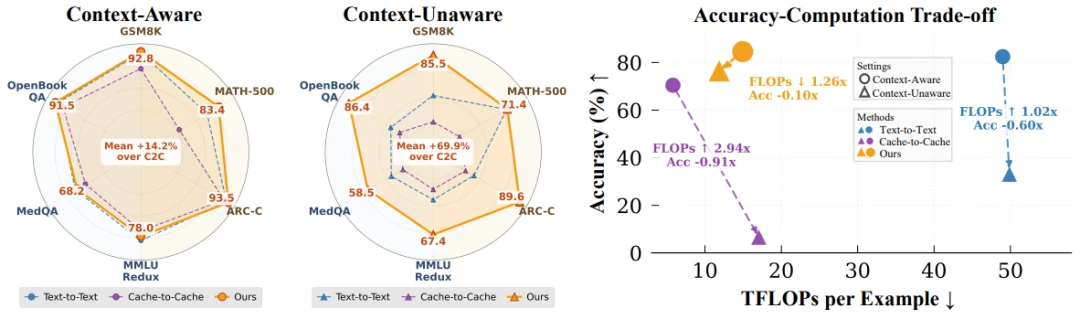 Context-Aware
GSM8K
92.8
OpenBook
QA
91.5
MATH-500
83.4
Mean +14.2%
over C2C
68.2
MedQA
93.5
ARC-C
78.0
MMLU
Redux
Text-to-Text
Cache-to-Cache
Ours
Context-Unaware
GSM8K
85.5
OpenBook
QA
86.4
MATH-500
71.4
Mean +69.9%
over C2C
58.5
MedQA
89.6
ARC-C
67.4
MMLU
Redux
Text-to-Text
Cache-to-Cache
Ours
Accuracy-Computation Trade-off
Accuracy (%) ↑
80
60
40
20
0
FLOPs ↑ 2.94x
Acc -0.91x
FLOPs ↓ 1.26x
Acc -0.10x
Settings
Context-Aware
Context-Unaware
Methods
Text-to-Text
Cache-to-Cache
Ours
FLOPs ↑ 1.02x
Acc -0.60x
10
20
30
40
50
TFLOPs per Example ↓